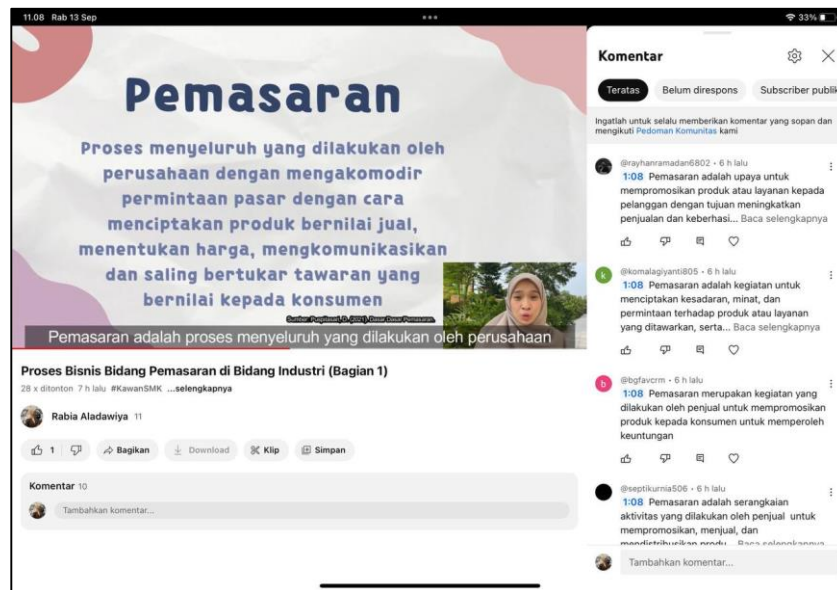 11.08 Rab 13 Sep
33%
Pemasaran
Proses menyeluruh yang dilakukan oleh
perusahaan dengan mengakomodir
permintaan pasar dengan cara
menciptakan produk bernilai jual,
menentukan harga, mengkomunikasikan
dan saling bertukar tawaran yang
bernilai kepada konsumen
Pemasaran adalah proses menyeluruh yang dilakukan oleh perusahaan
Proses Bisnis Bidang Pemasaran di Bidang Industri (Bagian 1)
28 x ditonton 7 h lalu #KawanSMK ...selengkapnya
Rabia Aladawiya 11
1
Bagikan
Download
Klip
Simpan
Komentar 10
Tambahkan komentar...
Komentar
Teratas
Belum direspons
Subscriber publik
Ingatlah untuk selalu memberikan komentar yang sopan dan
mengikuti Pedoman Komunitas kami
@rayhanramadan6802 • 6 h lalu
1:08 Pemasaran adalah upaya untuk
mempromosikan produk atau layanan kepada
pelanggan dengan tujuan meningkatkan
penjualan dan keberhasi... Baca selengkapnya
k
@komalagiyanti805 • 6 h lalu
1:08 Pemasaran adalah kegiatan untuk
menciptakan kesadaran, minat, dan
permintaan terhadap produk atau layanan
yang ditawarkan, serta... Baca selengkapnya
b
@bgfavcrm • 6 h lalu
1:08 Pemasaran merupakan kegiatan yang
dilakukan oleh penjual untuk mempromosikan
produk kepada konsumen untuk memperoleh
keuntungan
@septikurnia506 • 6 h lalu
1:08 Pemasaran adalah serangkaian
aktivitas yang dilakukan oleh penjual untuk
mempromosikan, menjual, dan
mendistribusikan produ... Baca selengkapnya
Tambahkan komentar...